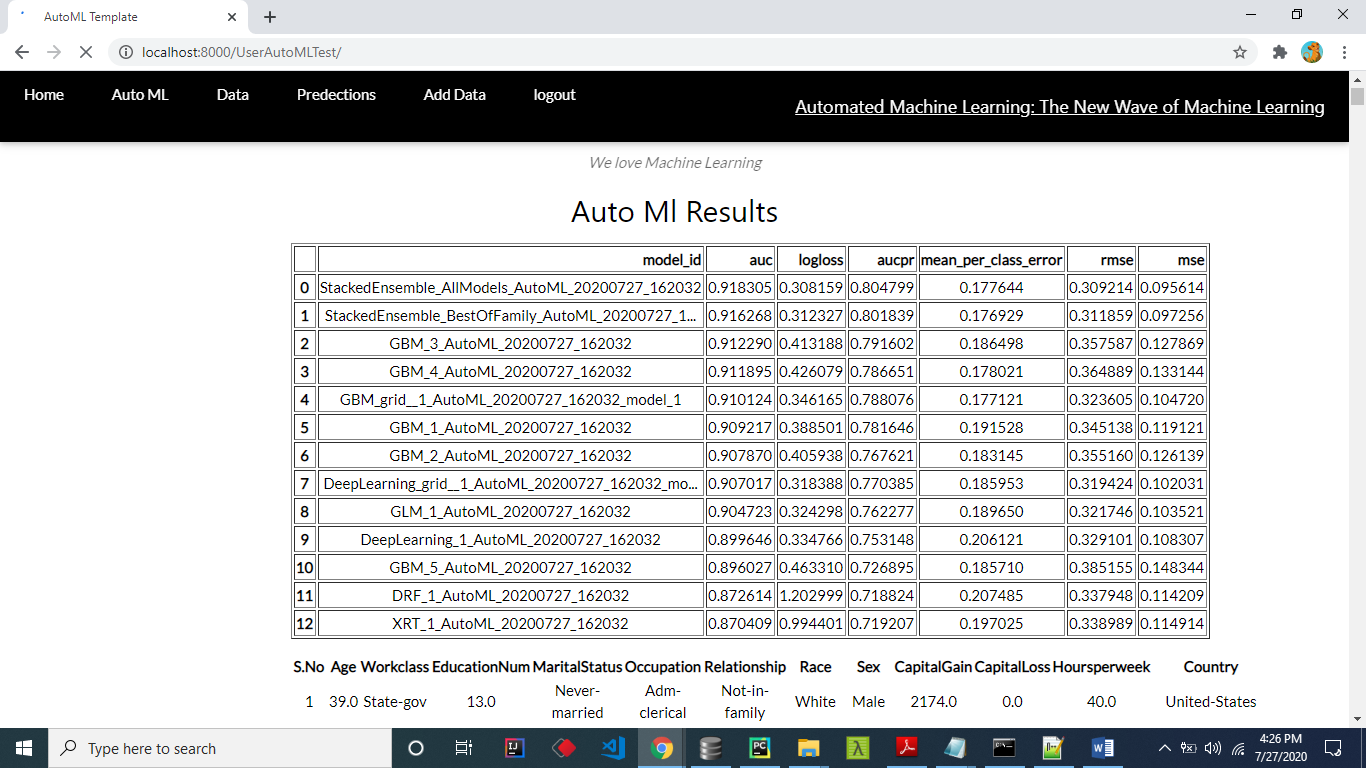 AutoML Template
localhost:8000/UserAutoMLTest/
Home Auto ML Data Predections Add Data logout Automated Machine Learning: The New Wave of Machine Learning
We love Machine Learning
Auto Ml Results
model_id auc logloss aucpr mean_per_class_error rmse mse
0 StackedEnsemble_AllModels_AutoML_20200727_162032 0.918305 0.308159 0.804799 0.177644 0.309214 0.095614
1 StackedEnsemble_BestOfFamily_AutoML_20200727_1... 0.916268 0.312327 0.801839 0.176929 0.311859 0.097256
2 GBM_3_AutoML_20200727_162032 0.912290 0.413188 0.791602 0.186498 0.357587 0.127869
3 GBM_4_AutoML_20200727_162032 0.911895 0.426079 0.786651 0.178021 0.364889 0.133144
4 GBM_grid__1_AutoML_20200727_162032_model_1 0.910124 0.346165 0.788076 0.177121 0.323605 0.104720
5 GBM_1_AutoML_20200727_162032 0.909217 0.388501 0.781646 0.191528 0.345138 0.119121
6 GBM_2_AutoML_20200727_162032 0.907870 0.405938 0.767621 0.183145 0.355160 0.126139
7 DeepLearning_grid__1_AutoML_20200727_162032_mo... 0.907017 0.318388 0.770385 0.185953 0.319424 0.102031
8 GLM_1_AutoML_20200727_162032 0.904723 0.324298 0.762277 0.189650 0.321746 0.103521
9 DeepLearning_1_AutoML_20200727_162032 0.899646 0.334766 0.753148 0.206121 0.329101 0.108307
10 GBM_5_AutoML_20200727_162032 0.896027 0.463310 0.726895 0.185710 0.385155 0.148344
11 DRF_1_AutoML_20200727_162032 0.872614 1.202999 0.718824 0.207485 0.337948 0.114209
12 XRT_1_AutoML_20200727_162032 0.870409 0.994401 0.719207 0.197025 0.338989 0.114914
S.No Age Workclass EducationNum MaritalStatus Occupation Relationship Race Sex CapitalGain CapitalLoss Hoursperweek Country
1 39.0 State-gov 13.0 Never-married Adm-clerical Not-in-family White Male 2174.0 0.0 40.0 United-States
Type here to search
4:26 PM
7/27/2020